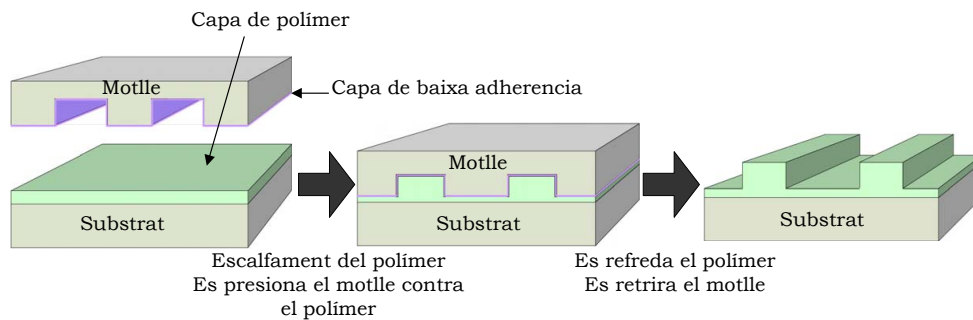 Capa de polímer
Motlle
Capa de baixa adherencia
Substrat
Motlle
Substrat
Escalfament del polímer
Es presiona el motlle contra
el polímer
Substrat
Es refreda el polímer
Es retrira el motlle